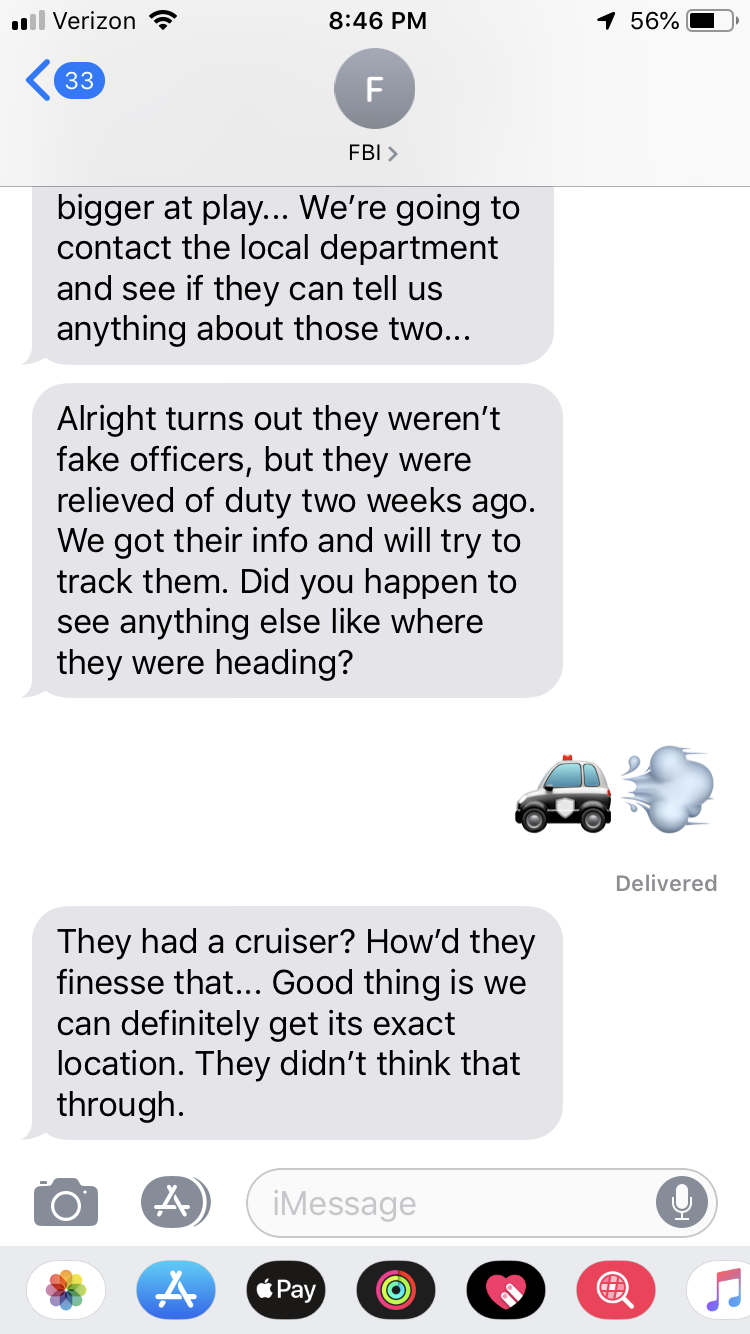 Verizon 8:46 PM 56%
33
F
FBI
bigger at play... We’re going to
contact the local department
and see if they can tell us
anything about those two...
Alright turns out they weren’t
fake officers, but they were
relieved of duty two weeks ago.
We got their info and will try to
track them. Did you happen to
see anything else like where
they were heading?
Delivered
They had a cruiser? How’d they
finesse that... Good thing is we
can definitely get its exact
location. They didn’t think that
through.
iMessage
Pay